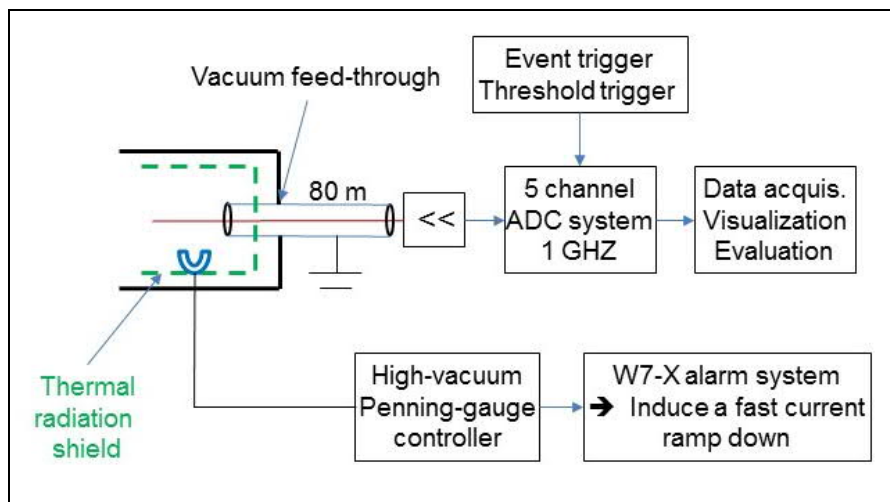 Event trigger
Threshold trigger
Vacuum feed-through
80 m
<<
5 channel
ADC system
1 GHZ
Data acquis.
Visualization
Evaluation
Thermal
radiation
shield
High-vacuum
Penning-gauge
controller
W7-X alarm system
➔ Induce a fast current
ramp down